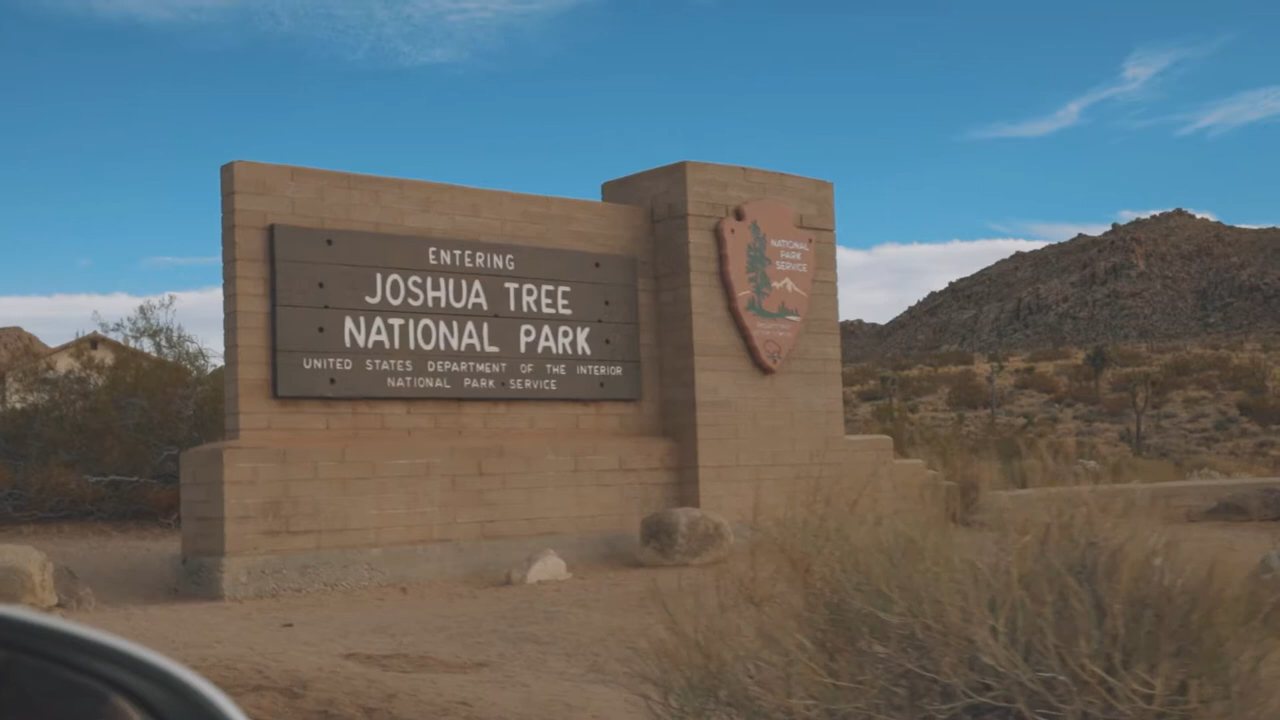 ENTERING
JOSHUA TREE
NATIONAL PARK
UNITED STATES DEPARTMENT OF THE INTERIOR
NATIONAL PARK SERVICE
NATIONAL
PARK
SERVICE